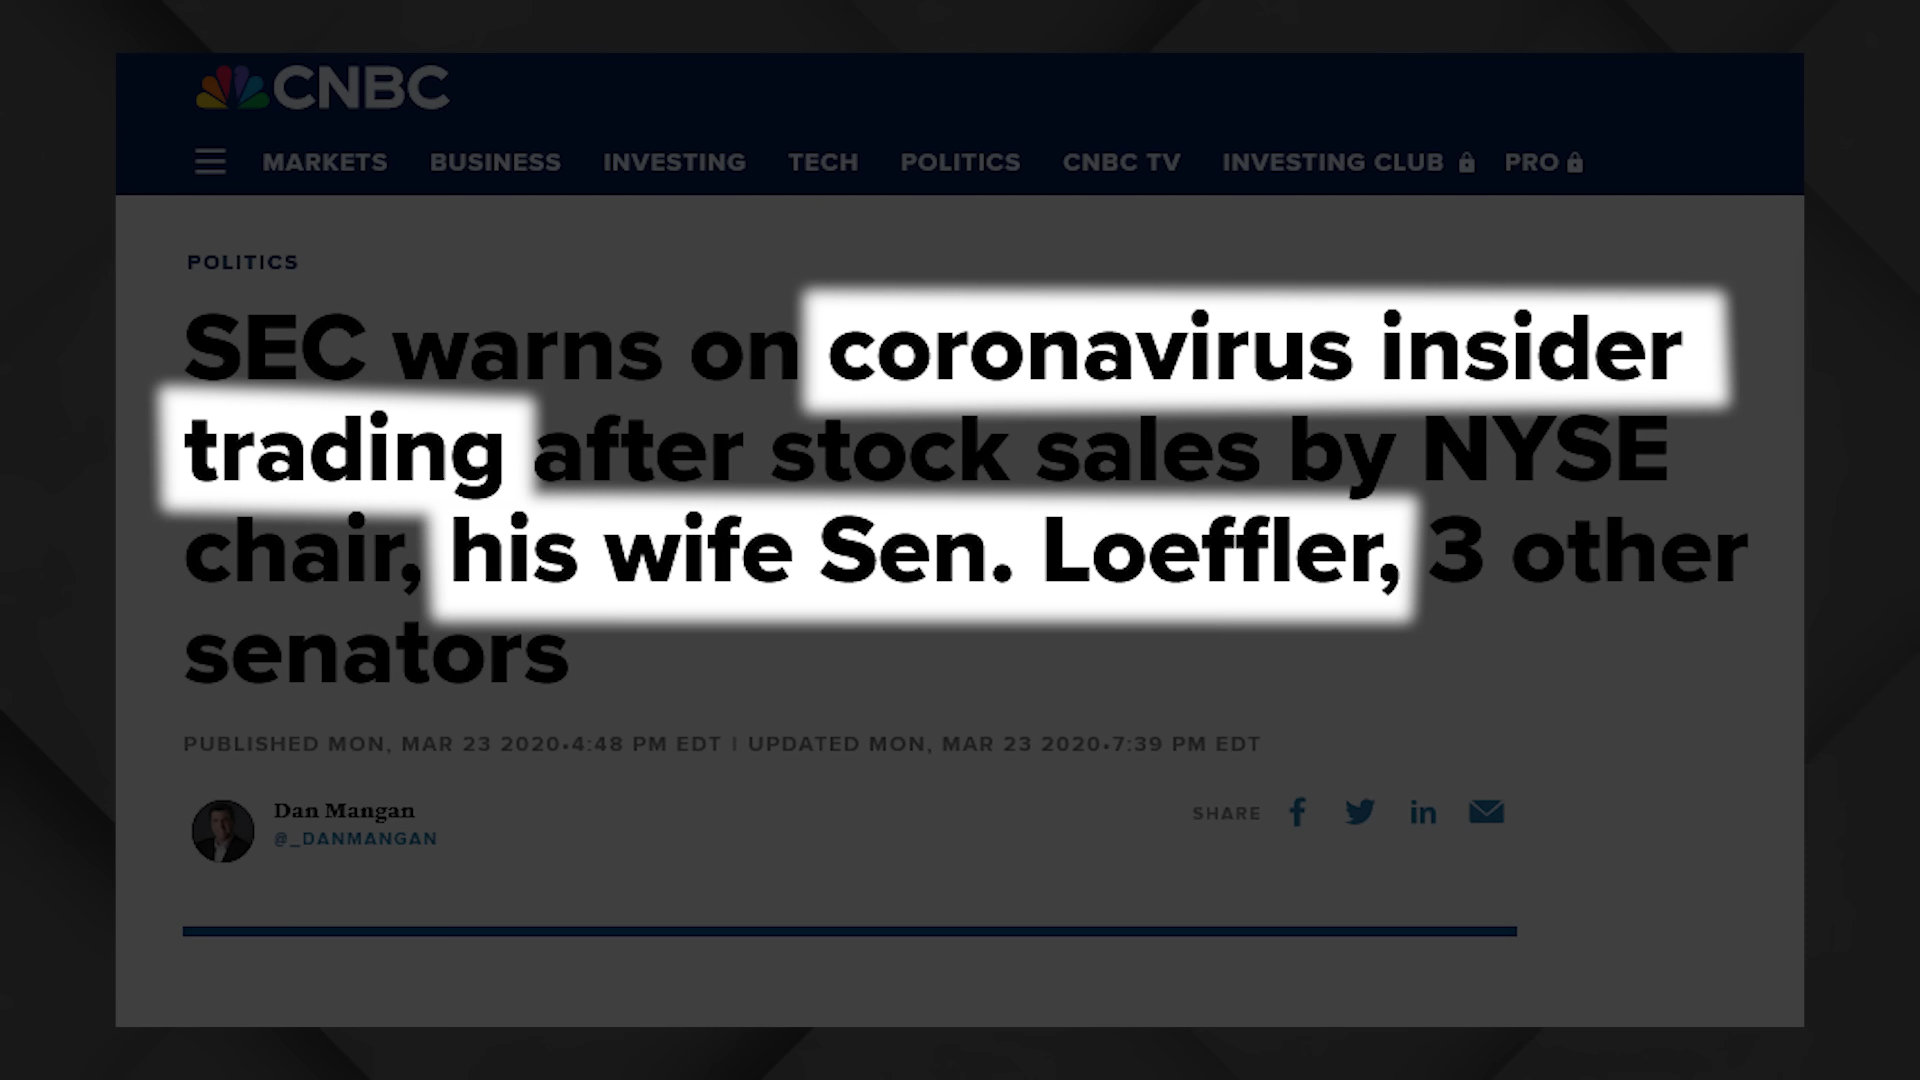 CNBC
MARKETS BUSINESS INVESTING TECH POLITICS CNBC TV INVESTING CLUB PRO
POLITICS
SEC warns on coronavirus insider
trading after stock sales by NYSE
chair, his wife Sen. Loeffler, 3 other
senators
PUBLISHED MON, MAR 23 2020•4:48 PM EDT | UPDATED MON, MAR 23 2020•7:39 PM EDT
Dan Mangan
@_DANMANGAN
SHARE